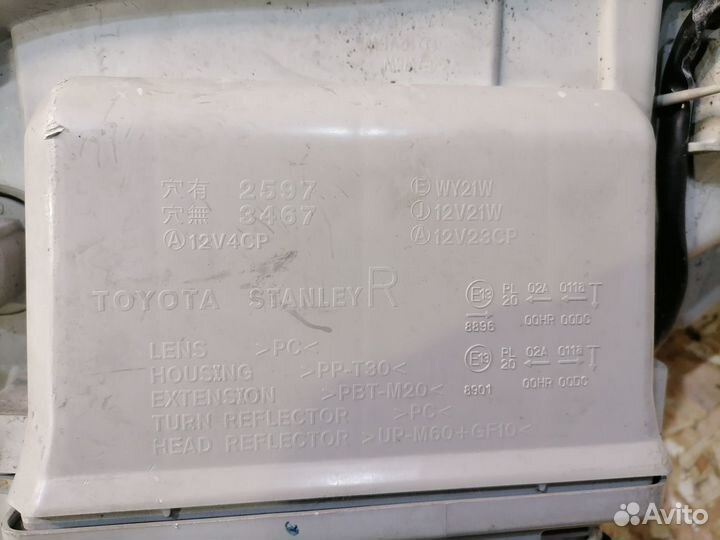 穴有 2597
穴無 3467
Ⓐ12V4CP
Ⓔ WY21W
Ⓙ 12V21W
Ⓐ 12V23CP
TOYOTA STANLEY R
E13 PL 02A 0118
20
8896 00HR 00DC
E13 PL 02A 0118
20
8901 00HR 00DC
LENS >PC<
HOUSING >PP-T30<
EXTENSION >PBT-M20<
TURN REFLECTOR >PC<
HEAD REFLECTOR >UP-M60+GF10<
Avito